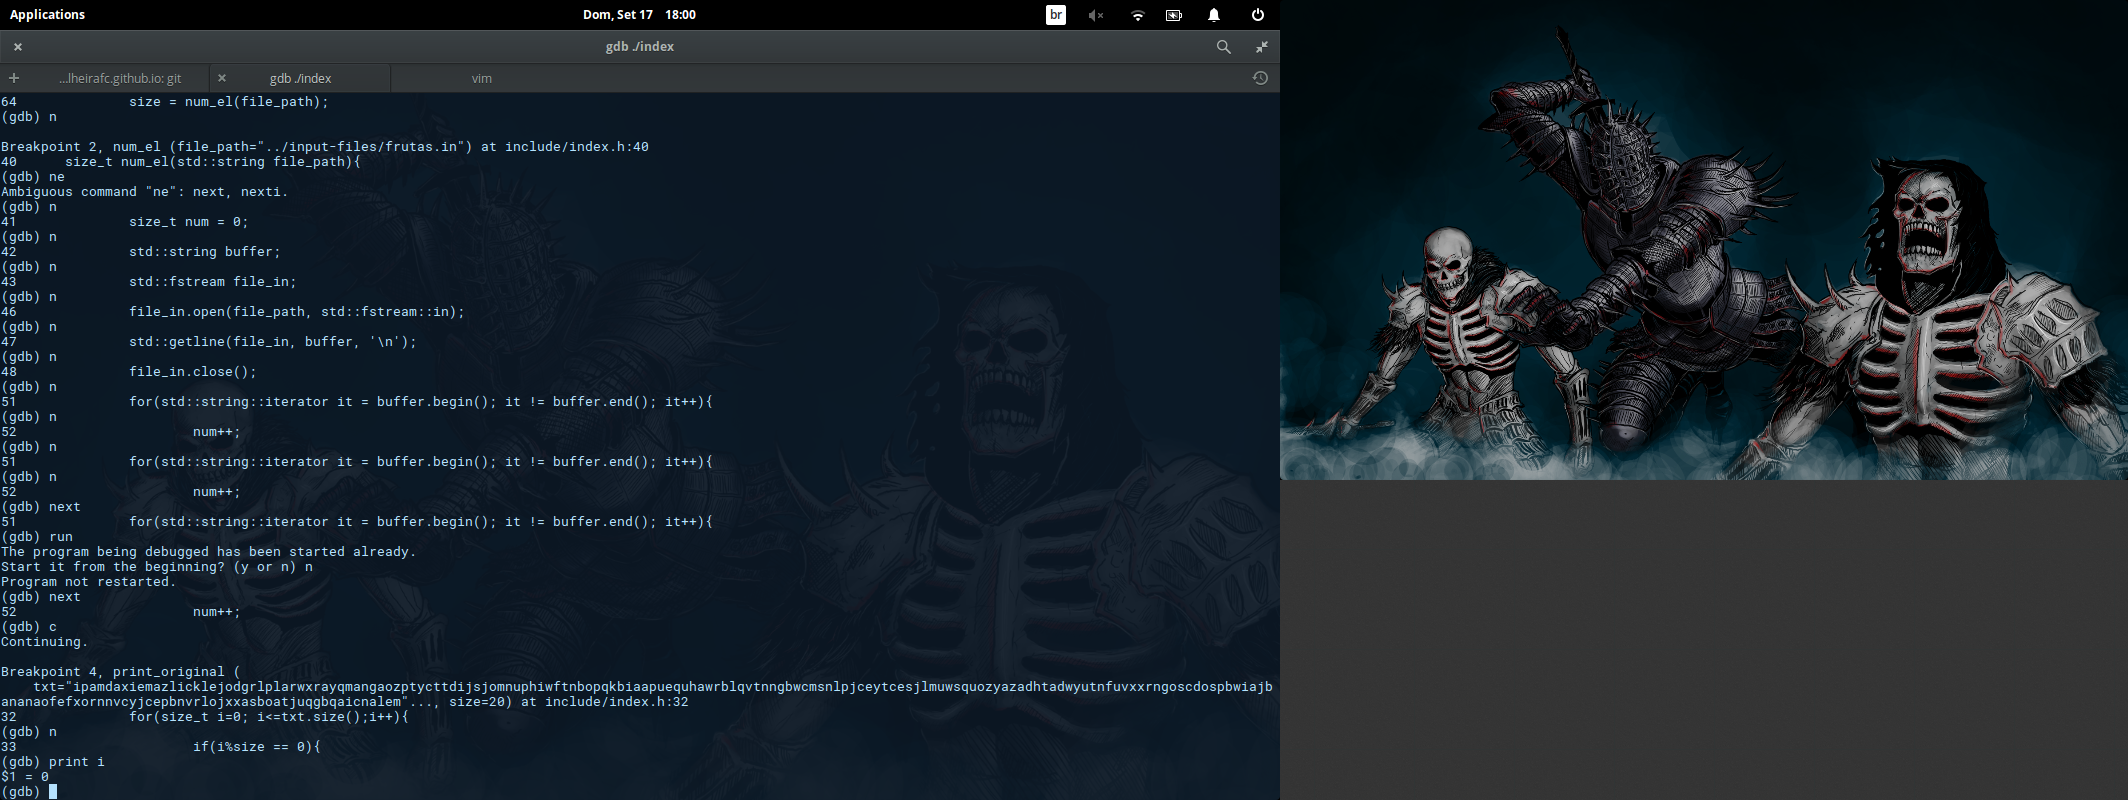 Applications
Dom, Set 17 18:00
br
gdb ./index
...lheirafc.github.io: git
gdb ./index
vim
64 size = num_el(file_path);
(gdb) n
Breakpoint 2, num_el (file_path="../input-files/frutas.in") at include/index.h:40
40 size_t num_el(std::string file_path){
(gdb) ne
Ambiguous command "ne": next, nexti.
(gdb) n
41 size_t num = 0;
(gdb) n
42 std::string buffer;
(gdb) n
43 std::fstream file_in;
(gdb) n
46 file_in.open(file_path, std::fstream::in);
(gdb) n
47 std::getline(file_in, buffer, '\n');
(gdb) n
48 file_in.close();
(gdb) n
51 for(std::string::iterator it = buffer.begin(); it != buffer.end(); it++){
(gdb) n
52 num++;
(gdb) n
51 for(std::string::iterator it = buffer.begin(); it != buffer.end(); it++){
(gdb) n
52 num++;
(gdb) next
51 for(std::string::iterator it = buffer.begin(); it != buffer.end(); it++){
(gdb) run
The program being debugged has been started already.
Start it from the beginning? (y or n) n
Program not restarted.
(gdb) next
52 num++;
(gdb) c
Continuing.
Breakpoint 4, print_original (
txt="ipamdaxiemazlicklejodgrlplarwxrayqmangaozptycttdijsjomnuphiwftnbopqkbiaapuequhawrblqvtnngbwcmsnlpjceytcesjlmuwsquozyazadhtadwyutnfuvxxrngoscdospbwiajb
ananaofefxornnvcyjcepbnvrlojxxasboatjuqgbqaicnalem"..., size=20) at include/index.h:32
32 for(size_t i=0; i<=txt.size();i++){
(gdb) n
33 if(i%size == 0){
(gdb) print i
$1 = 0
(gdb)